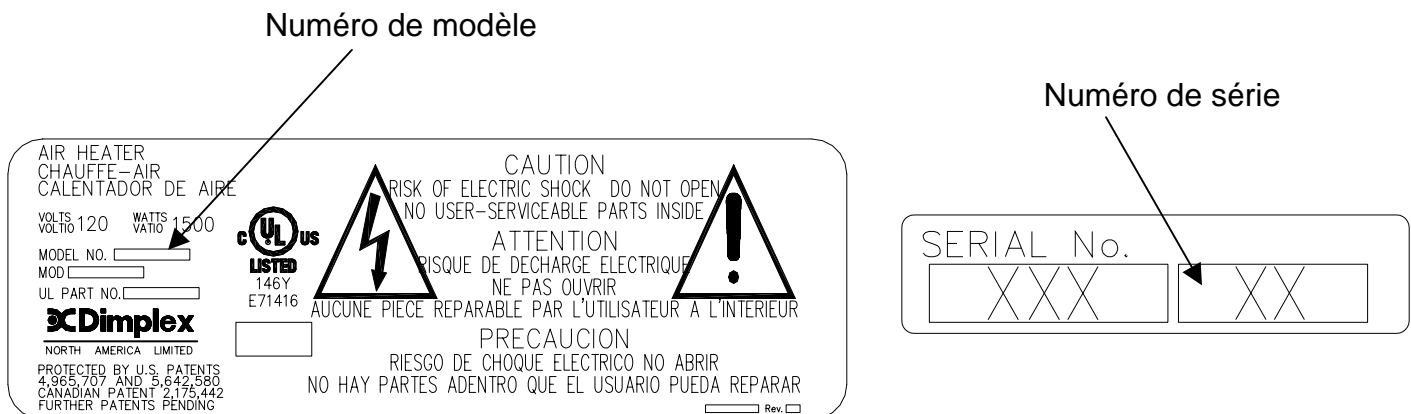 Numéro de modèle
Numéro de série
AIR HEATER
CHAUFFE-AIR
CALENTADOR DE AIRE
VOLTS 120 WATTS 1500
VOLTIO VATIO
MODEL NO.
MOD
UL PART NO.
Dimplex
NORTH AMERICA LIMITED
PROTECTED BY U.S. PATENTS
4,965,707 AND 5,642,580
CANADIAN PATENT 2,175,442
FURTHER PATENTS PENDING
C UL US
LISTED
146Y
E71416
CAUTION
RISK OF ELECTRIC SHOCK DO NOT OPEN
NO USER-SERVICEABLE PARTS INSIDE
ATTENTION
RISQUE DE DECHARGE ELECTRIQUE
NE PAS OUVRIR
AUCUNE PIECE REPARABLE PAR L'UTILISATEUR A L'INTERIEUR
PRECAUCION
RIESGO DE CHOQUE ELECTRICO NO ABRIR
NO HAY PARTES ADENTRO QUE EL USUARIO PUEDA REPARAR
Rev.
SERIAL No.
XXX XX